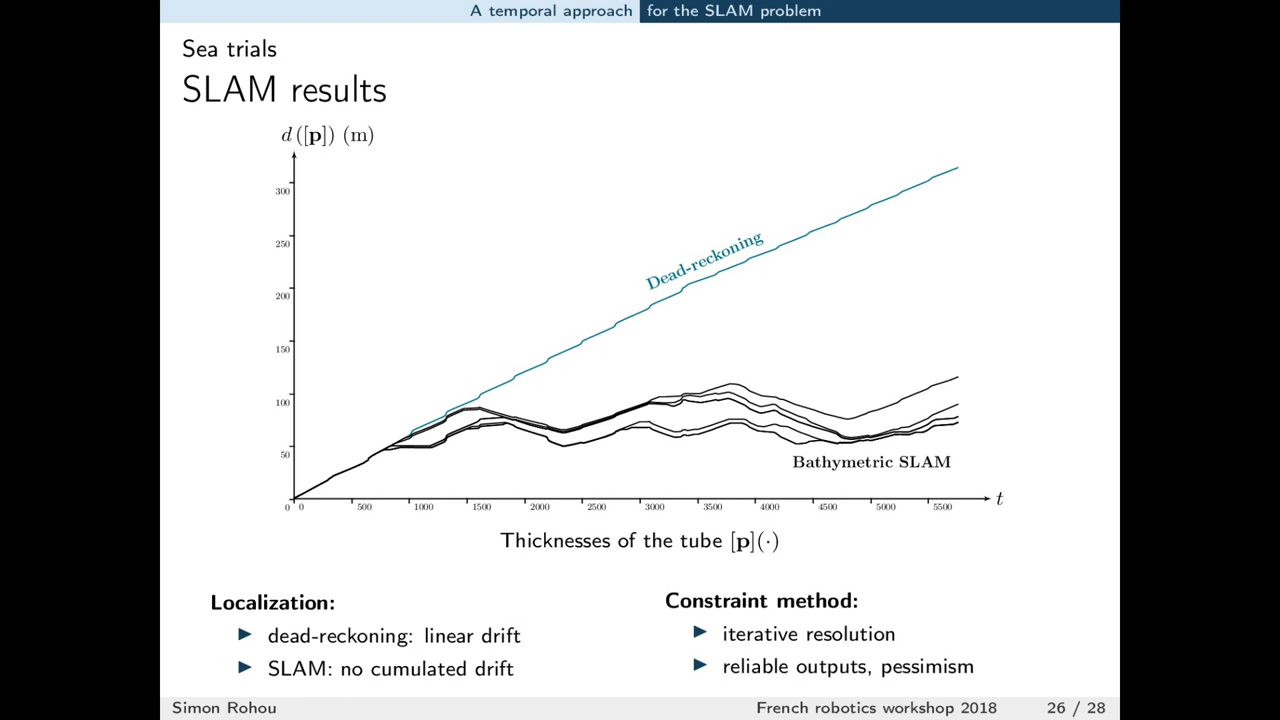 A temporal approach for the SLAM problem
Sea trials
SLAM results
d([p]) (m)
300
250
200
150
100
50
0
Dead-reckoning
Bathymetric SLAM
0 500 1000 1500 2000 2500 3000 3500 4000 4500 5000 5500
t
Thicknesses of the tube [p](·)
Localization:
▶ dead-reckoning: linear drift
▶ SLAM: no cumulated drift
Constraint method:
▶ iterative resolution
▶ reliable outputs, pessimism
Simon Rohou
French robotics workshop 2018
26 / 28